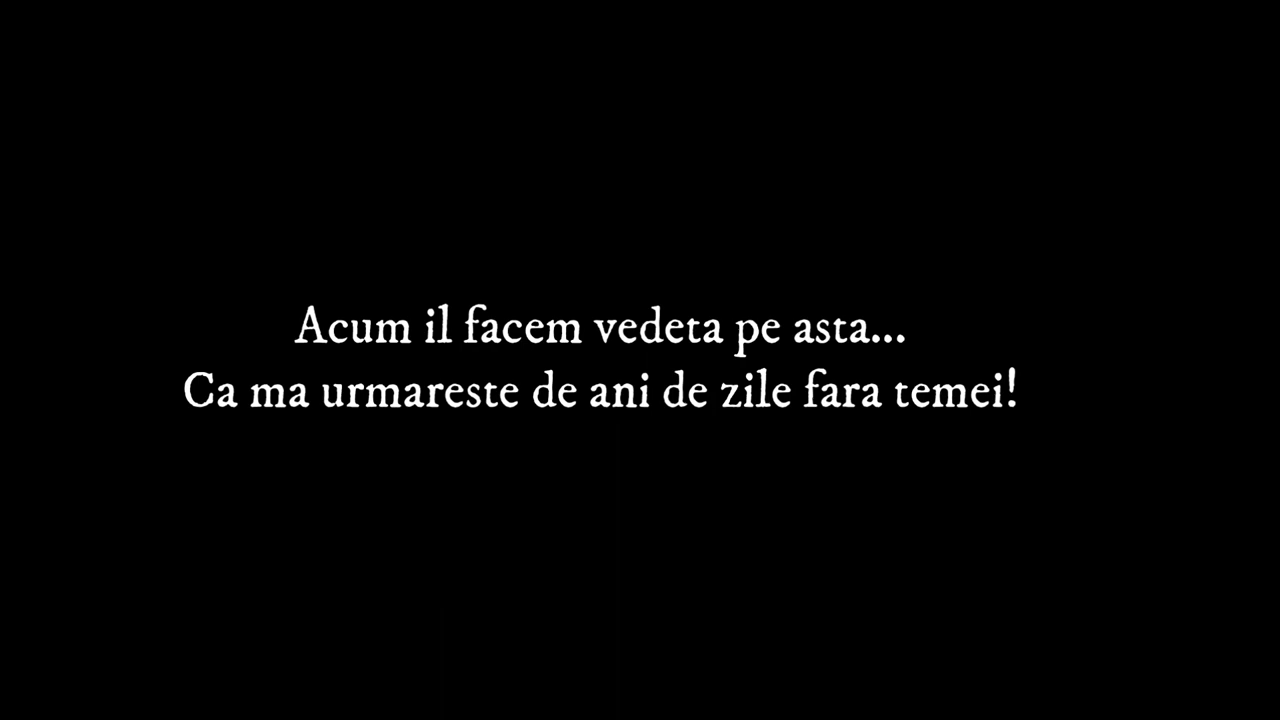 Acum il facem vedeta pe asta...
Ca ma urmareste de ani de zile fara temei!